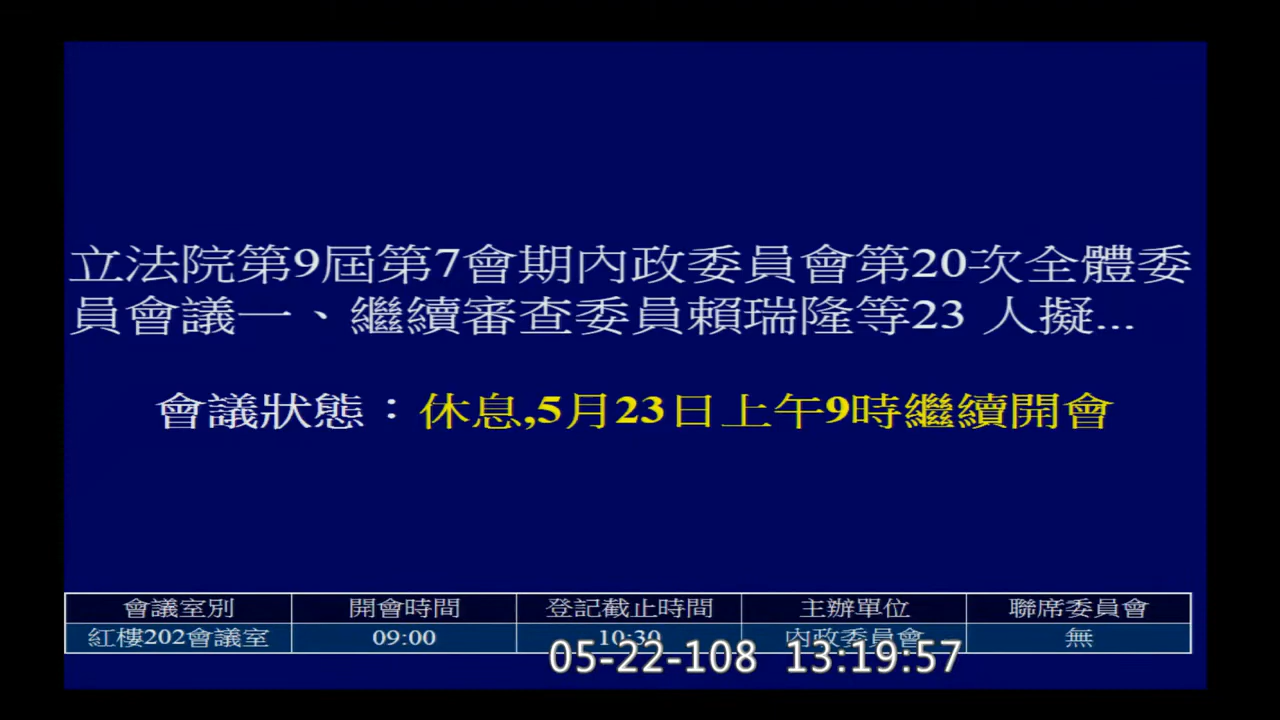 立法院第9屆第7會期內政委員會第20次全體委
員會議一、繼續審查委員賴瑞隆等23 人擬...
會議狀態：休息,5月23日上午9時繼續開會
會議室別 開會時間 登記截止時間 主辦單位 聯席委員會
紅樓202會議室 09:00 10:30 內政委員會 無
05-22-108 13:19:57